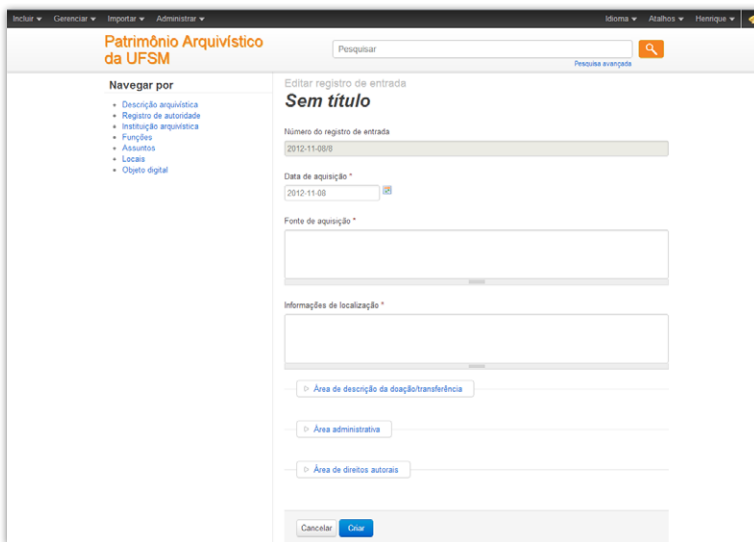 Incluir Gerenciar Importar Administrar Idioma Atalhos Henrique
Patrimônio Arquivístico
da UFSM
Pesquisar
Pesquisa avançada
Navegar por
Descrição arquivística
Registro de autoridade
Instituição arquivística
Funções
Assuntos
Locais
Objeto digital
Editar registro de entrada
Sem título
Número do registro de entrada
2012-11-08/8
Data de aquisição *
2012-11-08
Fonte de aquisição *
Informações de localização *
Área de descrição da doação/transferência
Área administrativa
Área de direitos autorais
Cancelar Criar